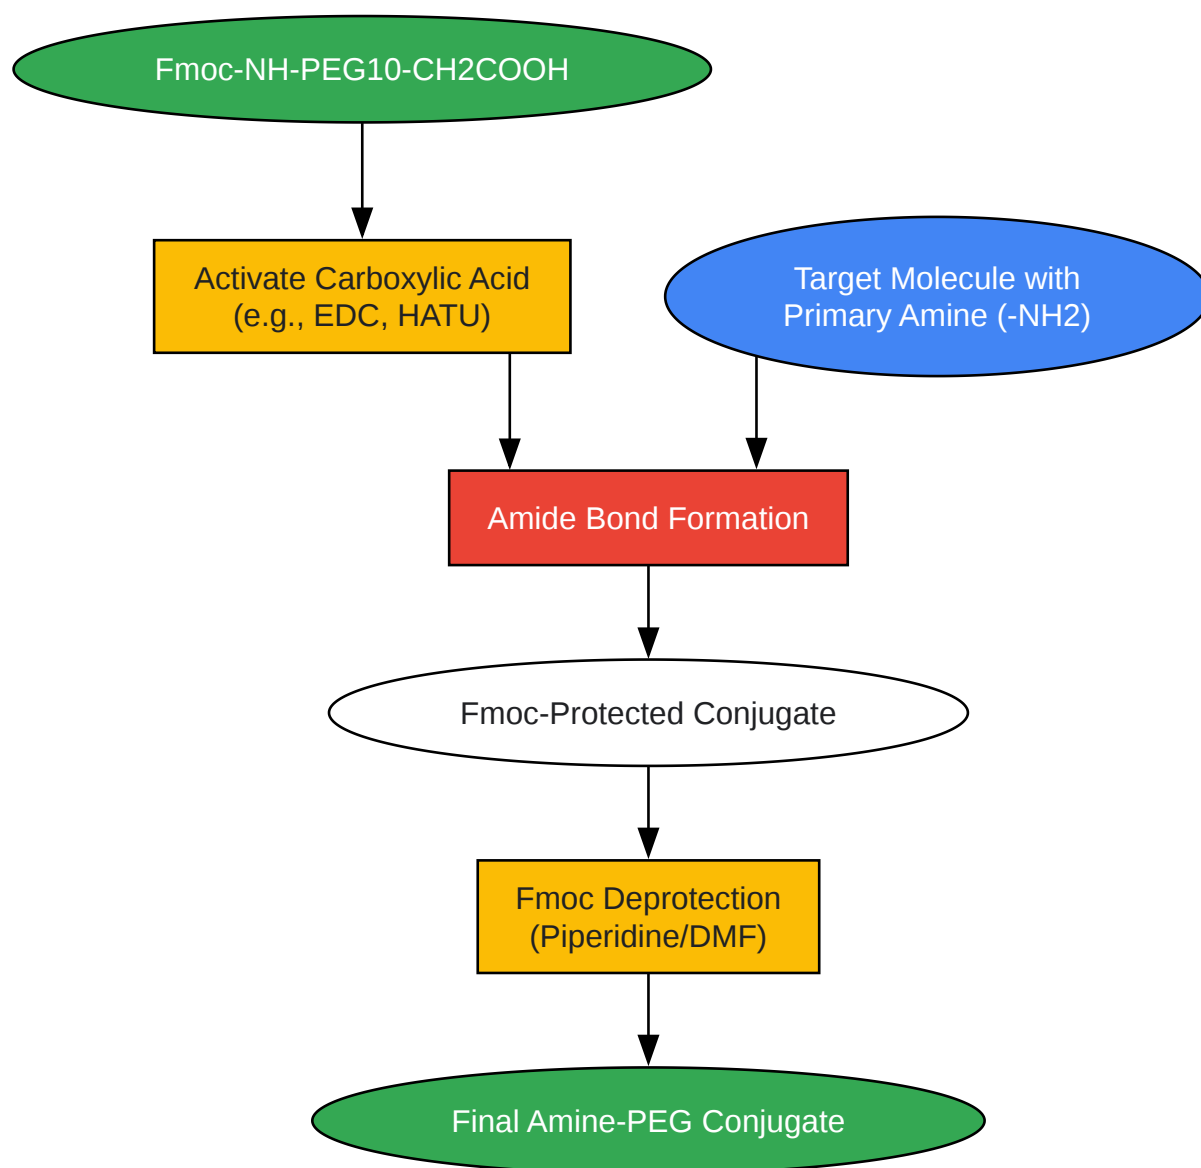 Fmoc-NH-PEG10-CH2COOH
Activate Carboxylic Acid
(e.g., EDC, HATU)
Target Molecule with
Primary Amine (-NH2)
Amide Bond Formation
Fmoc-Protected Conjugate
Fmoc Deprotection
(Piperidine/DMF)
Final Amine-PEG Conjugate